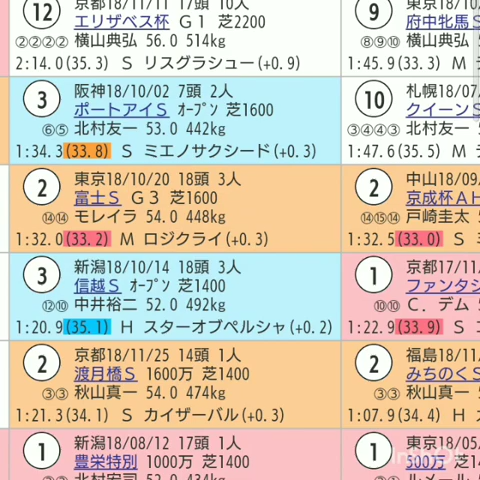 京都18/11/11 17頭 10人
12 エリザベス杯 G1 芝2200
②②②② 横山典弘 56.0 514kg
2:14.0(35.3) S リスグラシュー(+0.9)
阪神18/10/02 7頭 2人
3 ポートアイS オープン 芝1600
⑥⑤ 北村友一 53.0 442kg
1:34.3(33.8) S ミエノサクシード(+0.3)
東京18/10/20 18頭 3人
2 富士S G3 芝1600
⑭⑭ モレイラ 54.0 448kg
1:32.0(33.2) M ロジクライ(+0.3)
新潟18/10/14 18頭 3人
3 信越S オープン 芝1400
⑫⑩ 中井裕二 52.0 492kg
1:20.9(35.1) H スターオブペルシャ(+0.2)
京都18/11/25 14頭 1人
2 渡月橋S 1600万 芝1400
③③ 秋山真一 54.0 474kg
1:21.3(34.1) S カイザーバル(+0.3)
新潟18/08/12 17頭 1人
1 豊栄特別 1000万 芝1400
東京18/10
9 府中牝馬S
⑧⑨⑩ 横山典弘
1:45.9(33.3) M
札幌18/07
10 クイーンS
③④④③ 北村友一
1:47.6(35.5) M
中山18/09
2 京成杯AH
⑭⑮⑭ 戸崎圭太
1:32.5(33.0) S
京都17/11
1 ファンタジ
⑩⑩ C．デム
1:22.9(33.9) S
福島18/11
2 みちのくS
③③ 秋山真一
1:07.9(34.4) H
東京18/05
1 500万 芝1